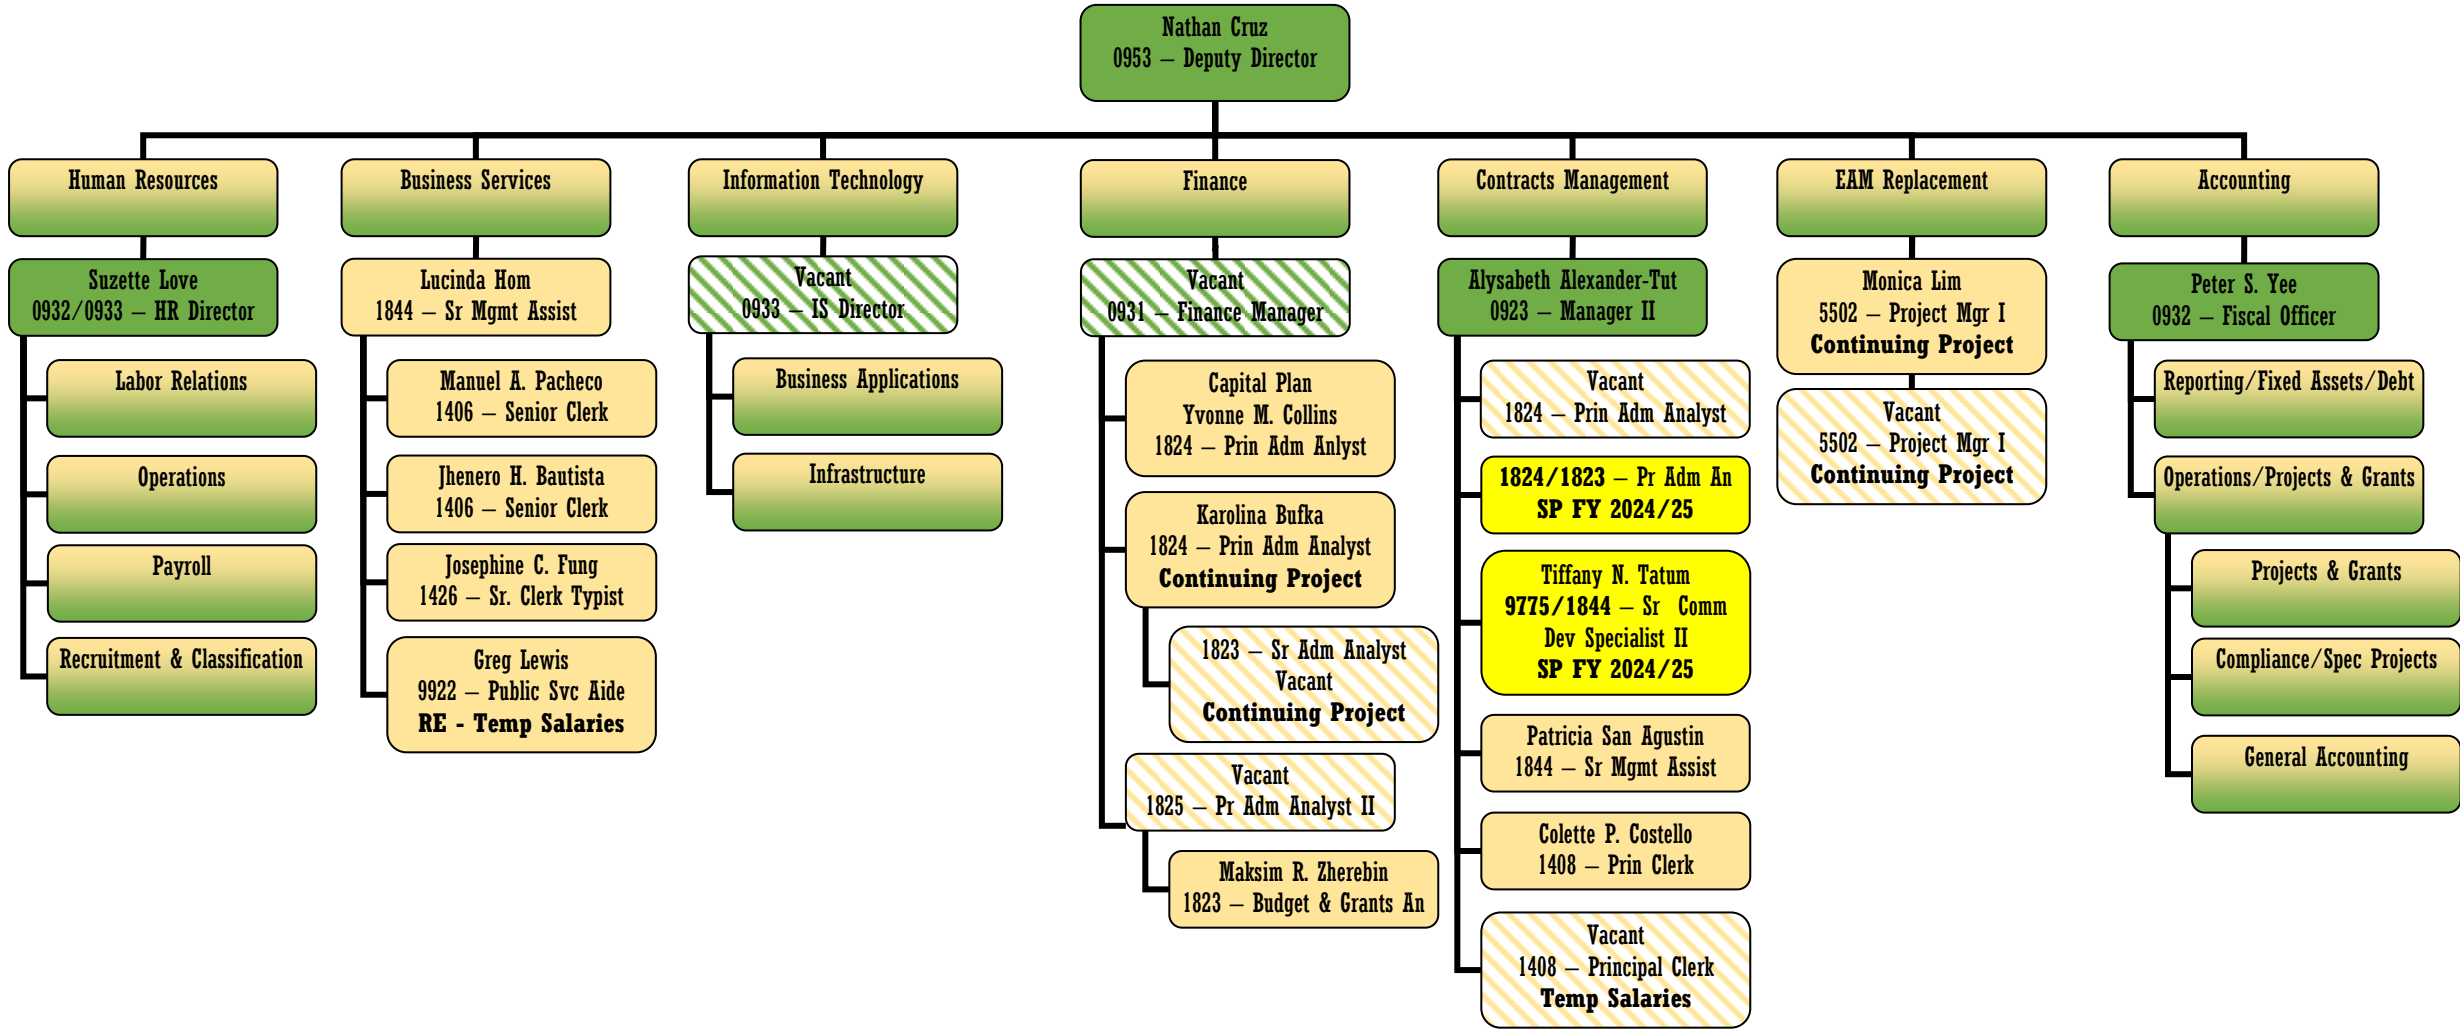 Nathan Cruz
0953 – Deputy Director
Human Resources
Suzette Love
0932/0933 – HR Director
Labor Relations
Operations
Payroll
Recruitment & Classification
Business Services
Lucinda Hom
1844 – Sr Mgmt Assist
Manuel A. Pacheco
1406 – Senior Clerk
Jhenero H. Bautista
1406 – Senior Clerk
Josephine C. Fung
1426 – Sr. Clerk Typist
Greg Lewis
9922 – Public Svc Aide
RE - Temp Salaries
Information Technology
Vacant
0933 – IS Director
Business Applications
Infrastructure
Finance
Vacant
0931 – Finance Manager
Capital Plan
Yvonne M. Collins
1824 – Prin Adm Anlyst
Karolina Bufka
1824 – Prin Adm Analyst
Continuing Project
1823 – Sr Adm Analyst
Vacant
Continuing Project
Vacant
1825 – Pr Adm Analyst II
Maksim R. Zherebin
1823 – Budget & Grants An
Contracts Management
Alysabeth Alexander-Tut
0923 – Manager II
Vacant
1824 – Prin Adm Analyst
1824/1823 – Pr Adm An
SP FY 2024/25
Tiffany N. Tatum
9775/1844 – Sr Comm
Dev Specialist II
SP FY 2024/25
Patricia San Agustin
1844 – Sr Mgmt Assist
Colette P. Costello
1408 – Prin Clerk
Vacant
1408 – Principal Clerk
Temp Salaries
EAM Replacement
Monica Lim
5502 – Project Mgr I
Continuing Project
Vacant
5502 – Project Mgr I
Continuing Project
Accounting
Peter S. Yee
0932 – Fiscal Officer
Reporting/Fixed Assets/Debt
Operations/Projects & Grants
Projects & Grants
Compliance/Spec Projects
General Accounting